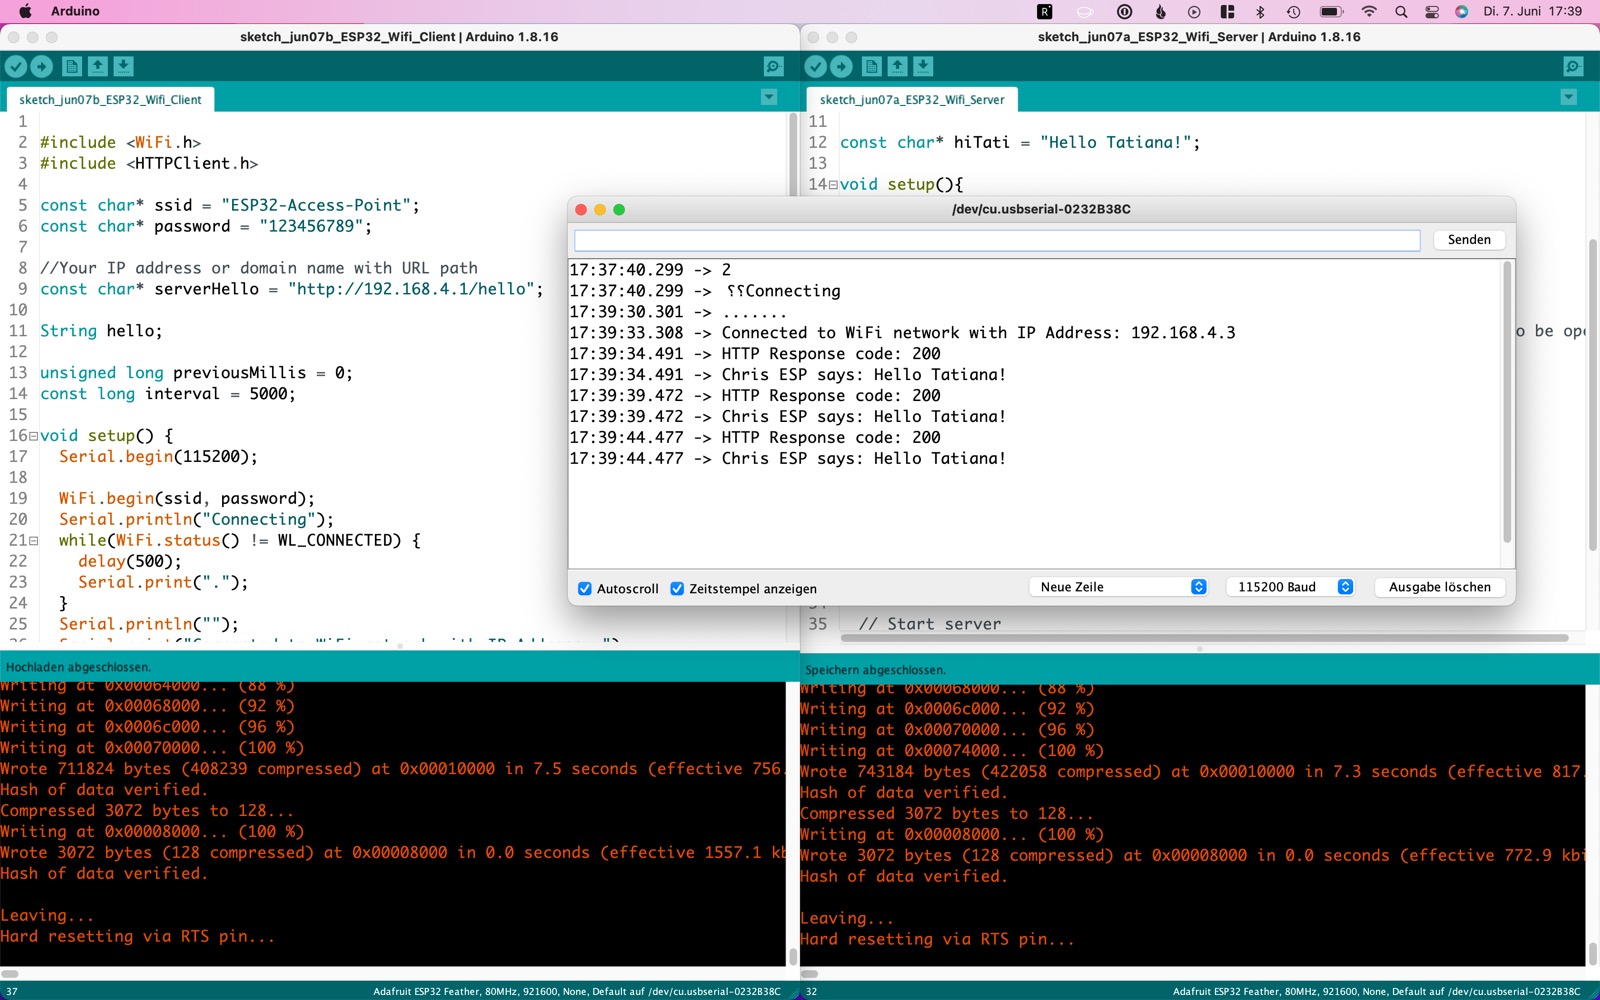 Arduino
Di. 7. Juni 17:39
sketch_jun07b_ESP32_Wifi_Client | Arduino 1.8.16
sketch_jun07b_ESP32_Wifi_Client
1
2 #include <WiFi.h>
3 #include <HTTPClient.h>
4
5 const char* ssid = "ESP32-Access-Point";
6 const char* password = "123456789";
7
8 //Your IP address or domain name with URL path
9 const char* serverHello = "http://192.168.4.1/hello";
10
11 String hello;
12
13 unsigned long previousMillis = 0;
14 const long interval = 5000;
15
16 void setup() {
17 Serial.begin(115200);
18
19 WiFi.begin(ssid, password);
20 Serial.println("Connecting");
21 while(WiFi.status() != WL_CONNECTED) {
22 delay(500);
23 Serial.print(".");
24 }
25 Serial.println("");
Hochladen abgeschlossen.
Writing at 0x00064000... (88 %)
Writing at 0x00068000... (92 %)
Writing at 0x0006c000... (96 %)
Writing at 0x00070000... (100 %)
Wrote 711824 bytes (408239 compressed) at 0x00010000 in 7.5 seconds (effective 756.
Hash of data verified.
Compressed 3072 bytes to 128...
Writing at 0x00008000... (100 %)
Wrote 3072 bytes (128 compressed) at 0x00008000 in 0.0 seconds (effective 1557.1 kb
Hash of data verified.
Leaving...
Hard resetting via RTS pin...
37 Adafruit ESP32 Feather, 80MHz, 921600, None, Default auf /dev/cu.usbserial-0232B38C
sketch_jun07a_ESP32_Wifi_Server | Arduino 1.8.16
sketch_jun07a_ESP32_Wifi_Server
11
12 const char* hiTati = "Hello Tatiana!";
13
14 void setup(){
o be ope
35 // Start server
/dev/cu.usbserial-0232B38C
Senden
17:37:40.299 -> 2
17:37:40.299 -> ⸮⸮Connecting
17:39:30.301 -> .......
17:39:33.308 -> Connected to WiFi network with IP Address: 192.168.4.3
17:39:34.491 -> HTTP Response code: 200
17:39:34.491 -> Chris ESP says: Hello Tatiana!
17:39:39.472 -> HTTP Response code: 200
17:39:39.472 -> Chris ESP says: Hello Tatiana!
17:39:44.477 -> HTTP Response code: 200
17:39:44.477 -> Chris ESP says: Hello Tatiana!
Autoscroll Zeitstempel anzeigen Neue Zeile 115200 Baud Ausgabe löschen
Speichern abgeschlossen.
Writing at 0x00068000... (88 %)
Writing at 0x0006c000... (92 %)
Writing at 0x00070000... (96 %)
Writing at 0x00074000... (100 %)
Wrote 743184 bytes (422058 compressed) at 0x00010000 in 7.3 seconds (effective 817.
Hash of data verified.
Compressed 3072 bytes to 128...
Writing at 0x00008000... (100 %)
Wrote 3072 bytes (128 compressed) at 0x00008000 in 0.0 seconds (effective 772.9 kbi
Hash of data verified.
Leaving...
Hard resetting via RTS pin...
32 Adafruit ESP32 Feather, 80MHz, 921600, None, Default auf /dev/cu.usbserial-0232B38C